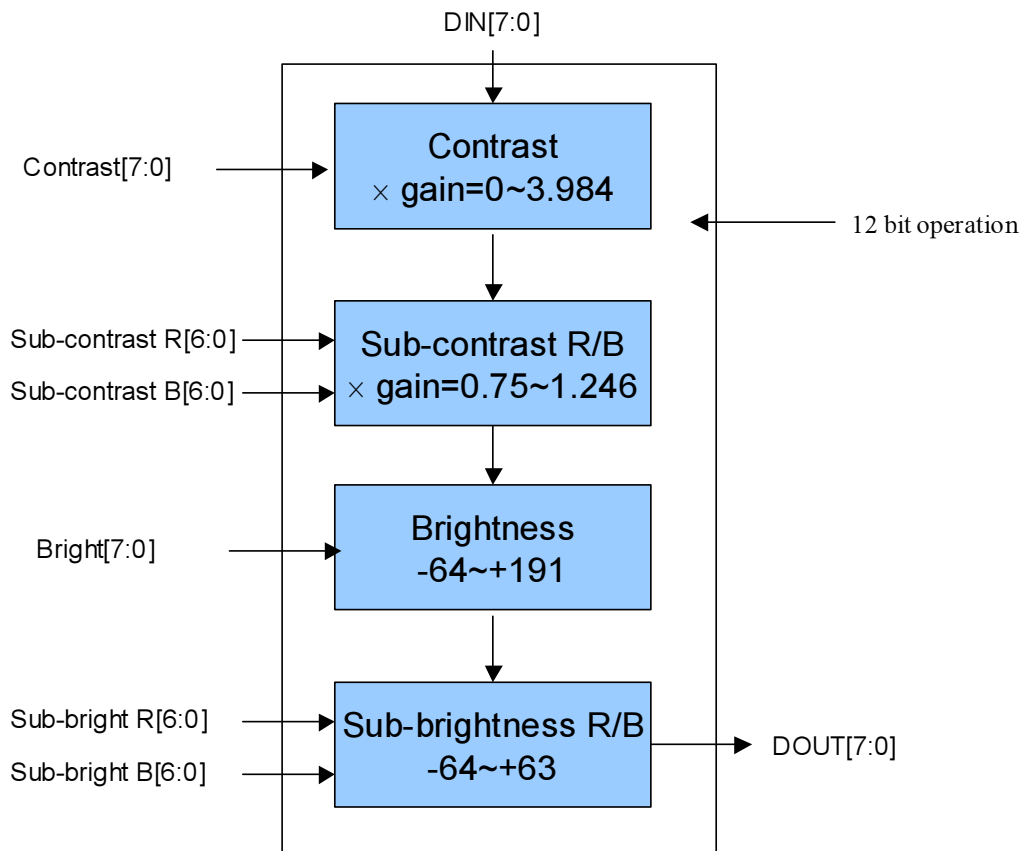 DIN[7:0]
Contrast[7:0]
Contrast
× gain=0~3.984
12 bit operation
Sub-contrast R[6:0]
Sub-contrast B[6:0]
Sub-contrast R/B
× gain=0.75~1.246
Bright[7:0]
Brightness
-64~+191
Sub-bright R[6:0]
Sub-bright B[6:0]
Sub-brightness R/B
-64~+63
DOUT[7:0]